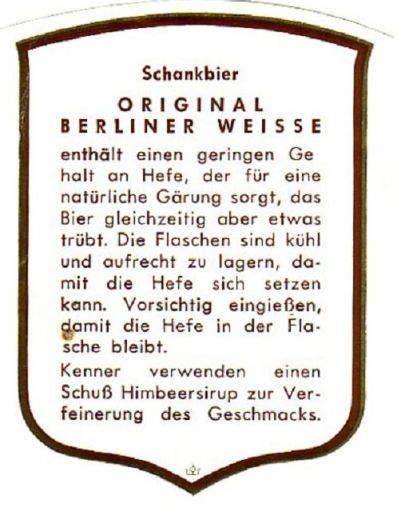 Schankbier
ORIGINAL
BERLINER WEISSE
enthält einen geringen Ge
halt an Hefe, der für eine
natürliche Gärung sorgt, das
Bier gleichzeitig aber etwas
trübt. Die Flaschen sind kühl
und aufrecht zu lagern, da-
mit die Hefe sich setzen
kann. Vorsichtig eingießen,
damit die Hefe in der Fla-
sche bleibt.
Kenner verwenden einen
Schuß Himbeersirup zur Ver-
feinerung des Geschmacks.